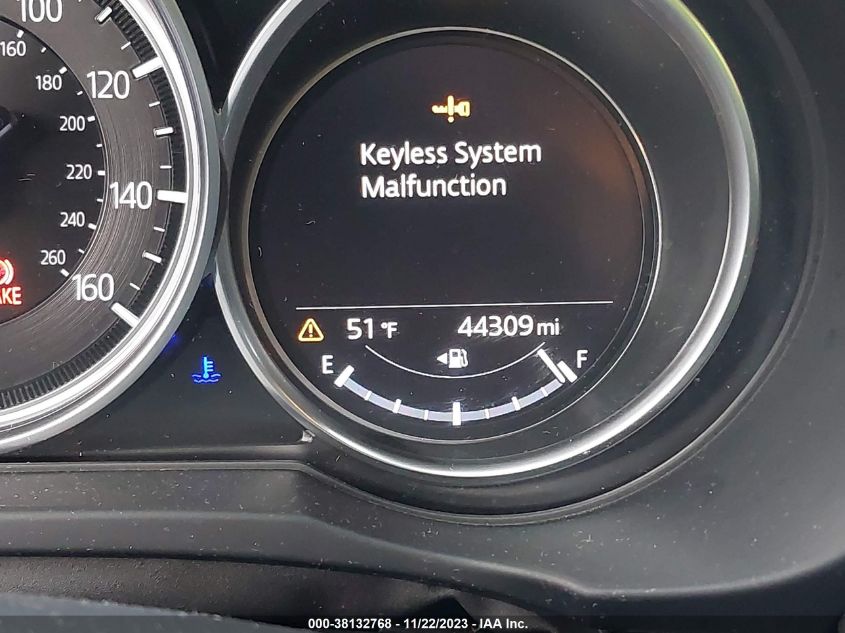 100
120
140
160
160
180
200
220
240
260
Keyless System
Malfunction
51 °F
44309 mi
E
F
000-38132768 - 11/22/2023 - IAA Inc.